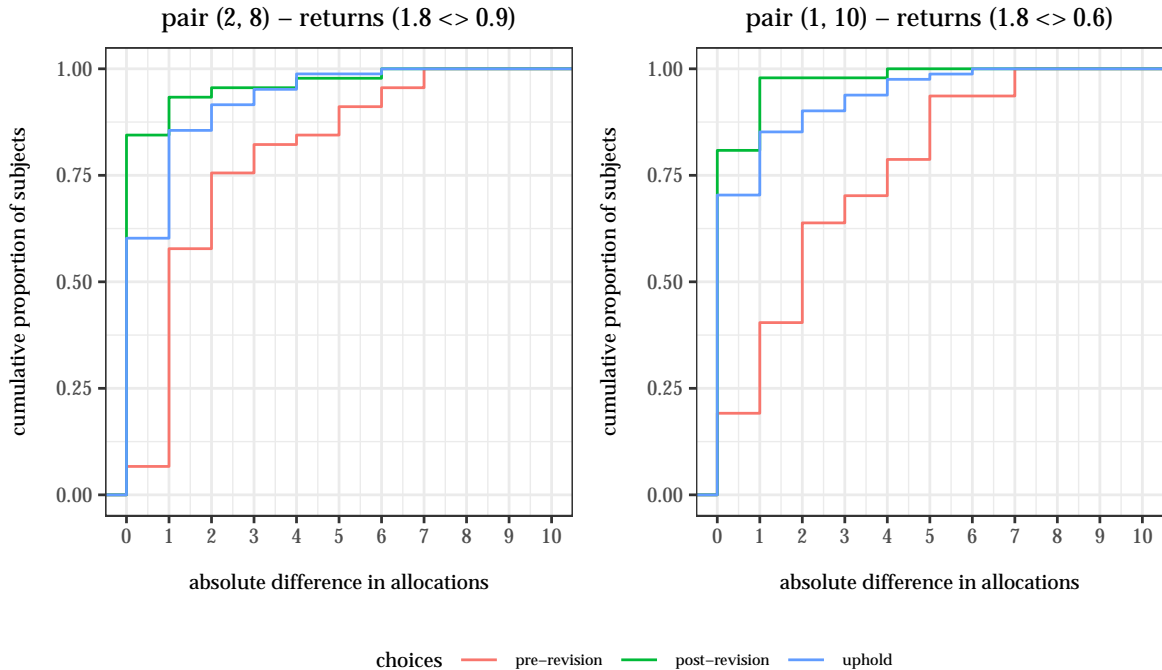 pair (2, 8) – returns (1.8 <> 0.9)
cumulative proportion of subjects
1.00
0.75
0.50
0.25
0.00
0 1 2 3 4 5 6 7 8 9 10
absolute difference in allocations
pair (1, 10) – returns (1.8 <> 0.6)
cumulative proportion of subjects
1.00
0.75
0.50
0.25
0.00
0 1 2 3 4 5 6 7 8 9 10
absolute difference in allocations
choices pre−revision post−revision uphold